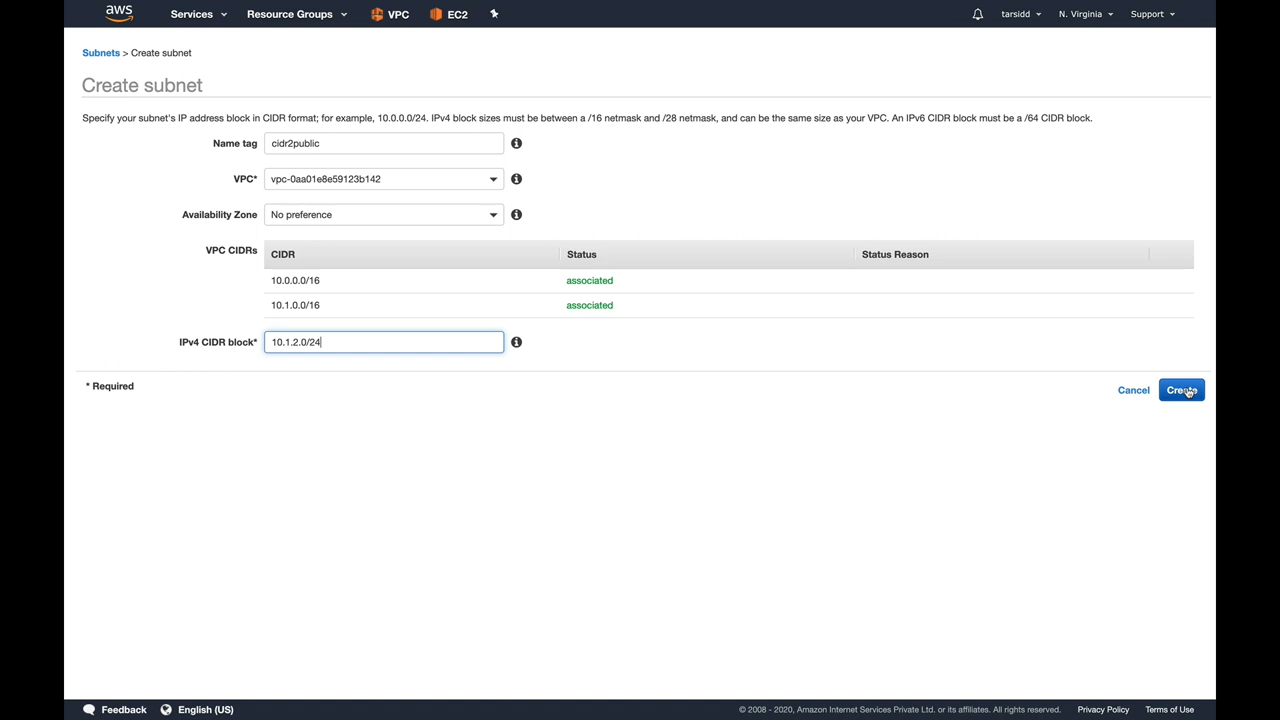 aws Services Resource Groups VPC EC2 tarsidd N. Virginia Support
Subnets > Create subnet
Create subnet
Specify your subnet's IP address block in CIDR format; for example, 10.0.0.0/24. IPv4 block sizes must be between a /16 netmask and /28 netmask, and can be the same size as your VPC. An IPv6 CIDR block must be a /64 CIDR block.
Name tag cidr2public
VPC* vpc-0aa01e8e59123b142
Availability Zone No preference
VPC CIDRs CIDR Status Status Reason
10.0.0.0/16 associated
10.1.0.0/16 associated
IPv4 CIDR block* 10.1.2.0/24
* Required
Cancel Create
Feedback English (US) © 2008 - 2020, Amazon Internet Services Private Ltd. or its affiliates. All rights reserved. Privacy Policy Terms of Use